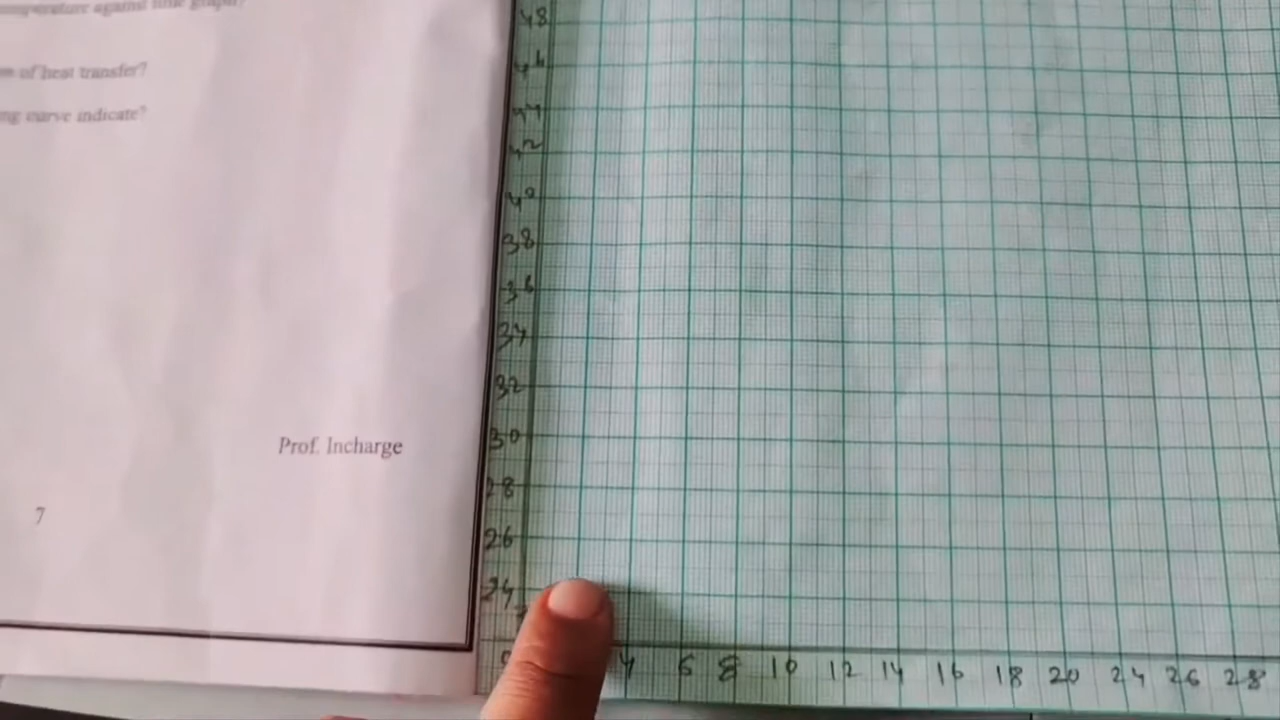 temperature against time graph?
of heat transfer?
curve indicate?
Prof. Incharge
7
48
46
44
42
40
38
36
34
32
30
28
26
24
4 6 8 10 12 14 16 18 20 24 26 28